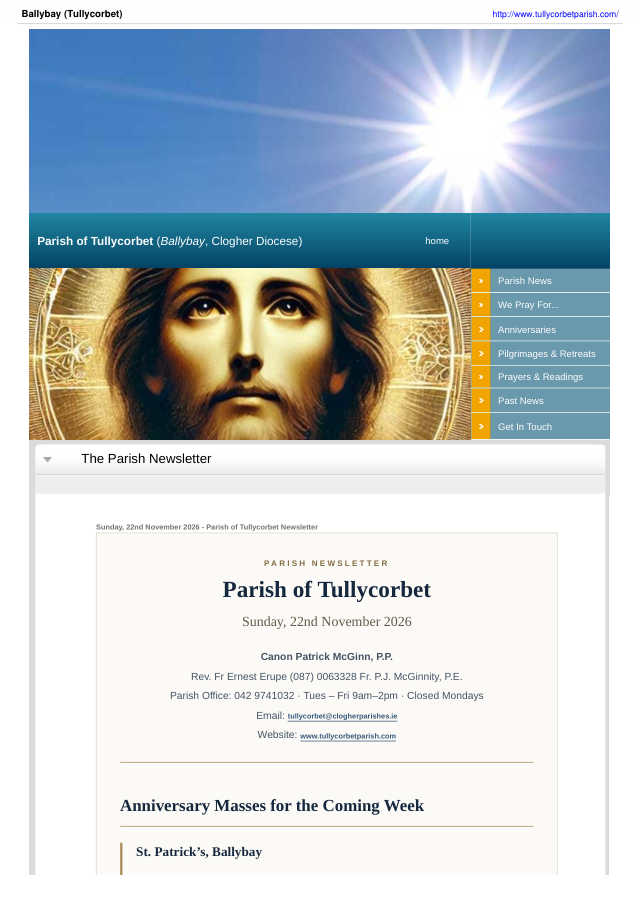 Ballybay (Tullycorbet)
http://www.tullycorbetparish.com/
Parish of Tullycorbet (Ballybay, Clogher Diocese)
home
Parish News
We Pray For...
Anniversaries
Pilgrimages & Retreats
Prayers & Readings
Past News
Get In Touch
The Parish Newsletter
Sunday, 22nd November 2026 - Parish of Tullycorbet Newsletter
PARISH NEWSLETTER
Parish of Tullycorbet
Sunday, 22nd November 2026
Canon Patrick McGinn, P.P.
Rev. Fr Ernest Erupe (087) 0063328 Fr. P.J. McGinnity, P.E.
Parish Office: 042 9741032 · Tues – Fri 9am–2pm · Closed Mondays
Email: tullycorbet@clogherparishes.ie
Website: www.tullycorbetparish.com
Anniversary Masses for the Coming Week
St. Patrick’s, Ballybay